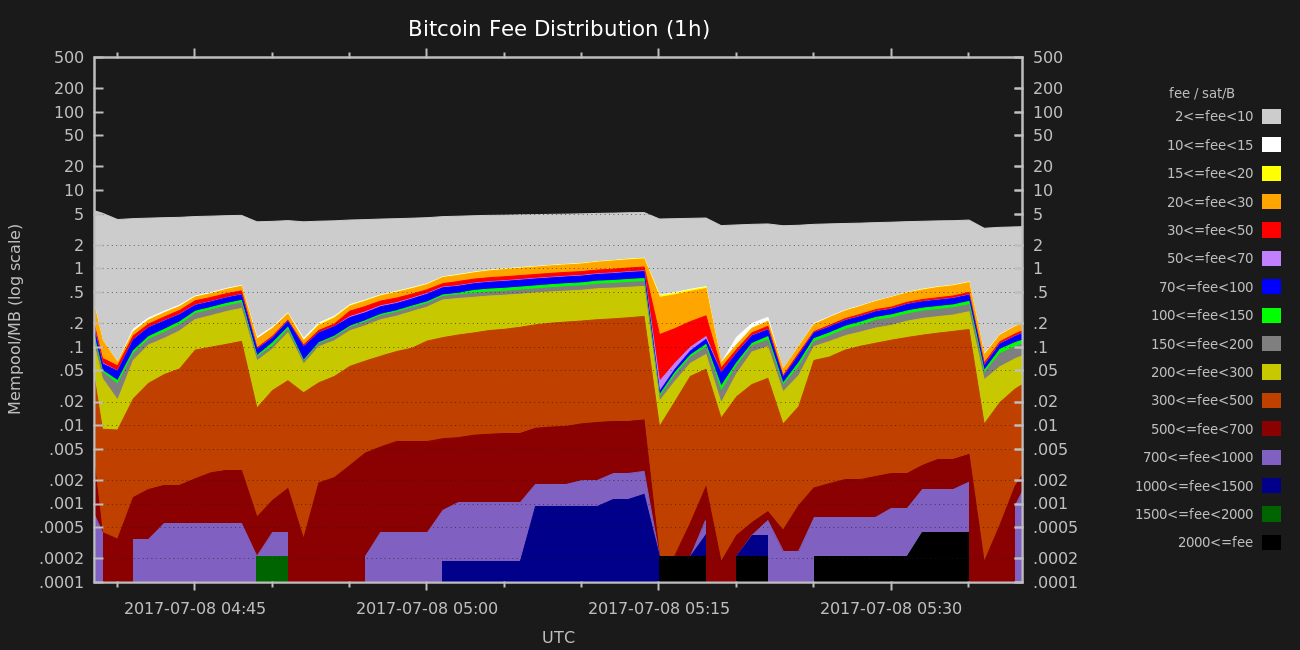 Bitcoin Fee Distribution (1h)
500 500
200 200
100 100
50 50
20 20
10 10
5 5
2 2
1 1
.5 .5
.2 .2
.1 .1
.05 .05
.02 .02
.01 .01
.005 .005
.002 .002
.001 .001
.0005 .0005
.0002 .0002
.0001 .0001
Mempool/MB (log scale)
2017-07-08 04:45 2017-07-08 05:00 2017-07-08 05:15 2017-07-08 05:30
UTC
fee / sat/B
2<=fee<10
10<=fee<15
15<=fee<20
20<=fee<30
30<=fee<50
50<=fee<70
70<=fee<100
100<=fee<150
150<=fee<200
200<=fee<300
300<=fee<500
500<=fee<700
700<=fee<1000
1000<=fee<1500
1500<=fee<2000
2000<=fee